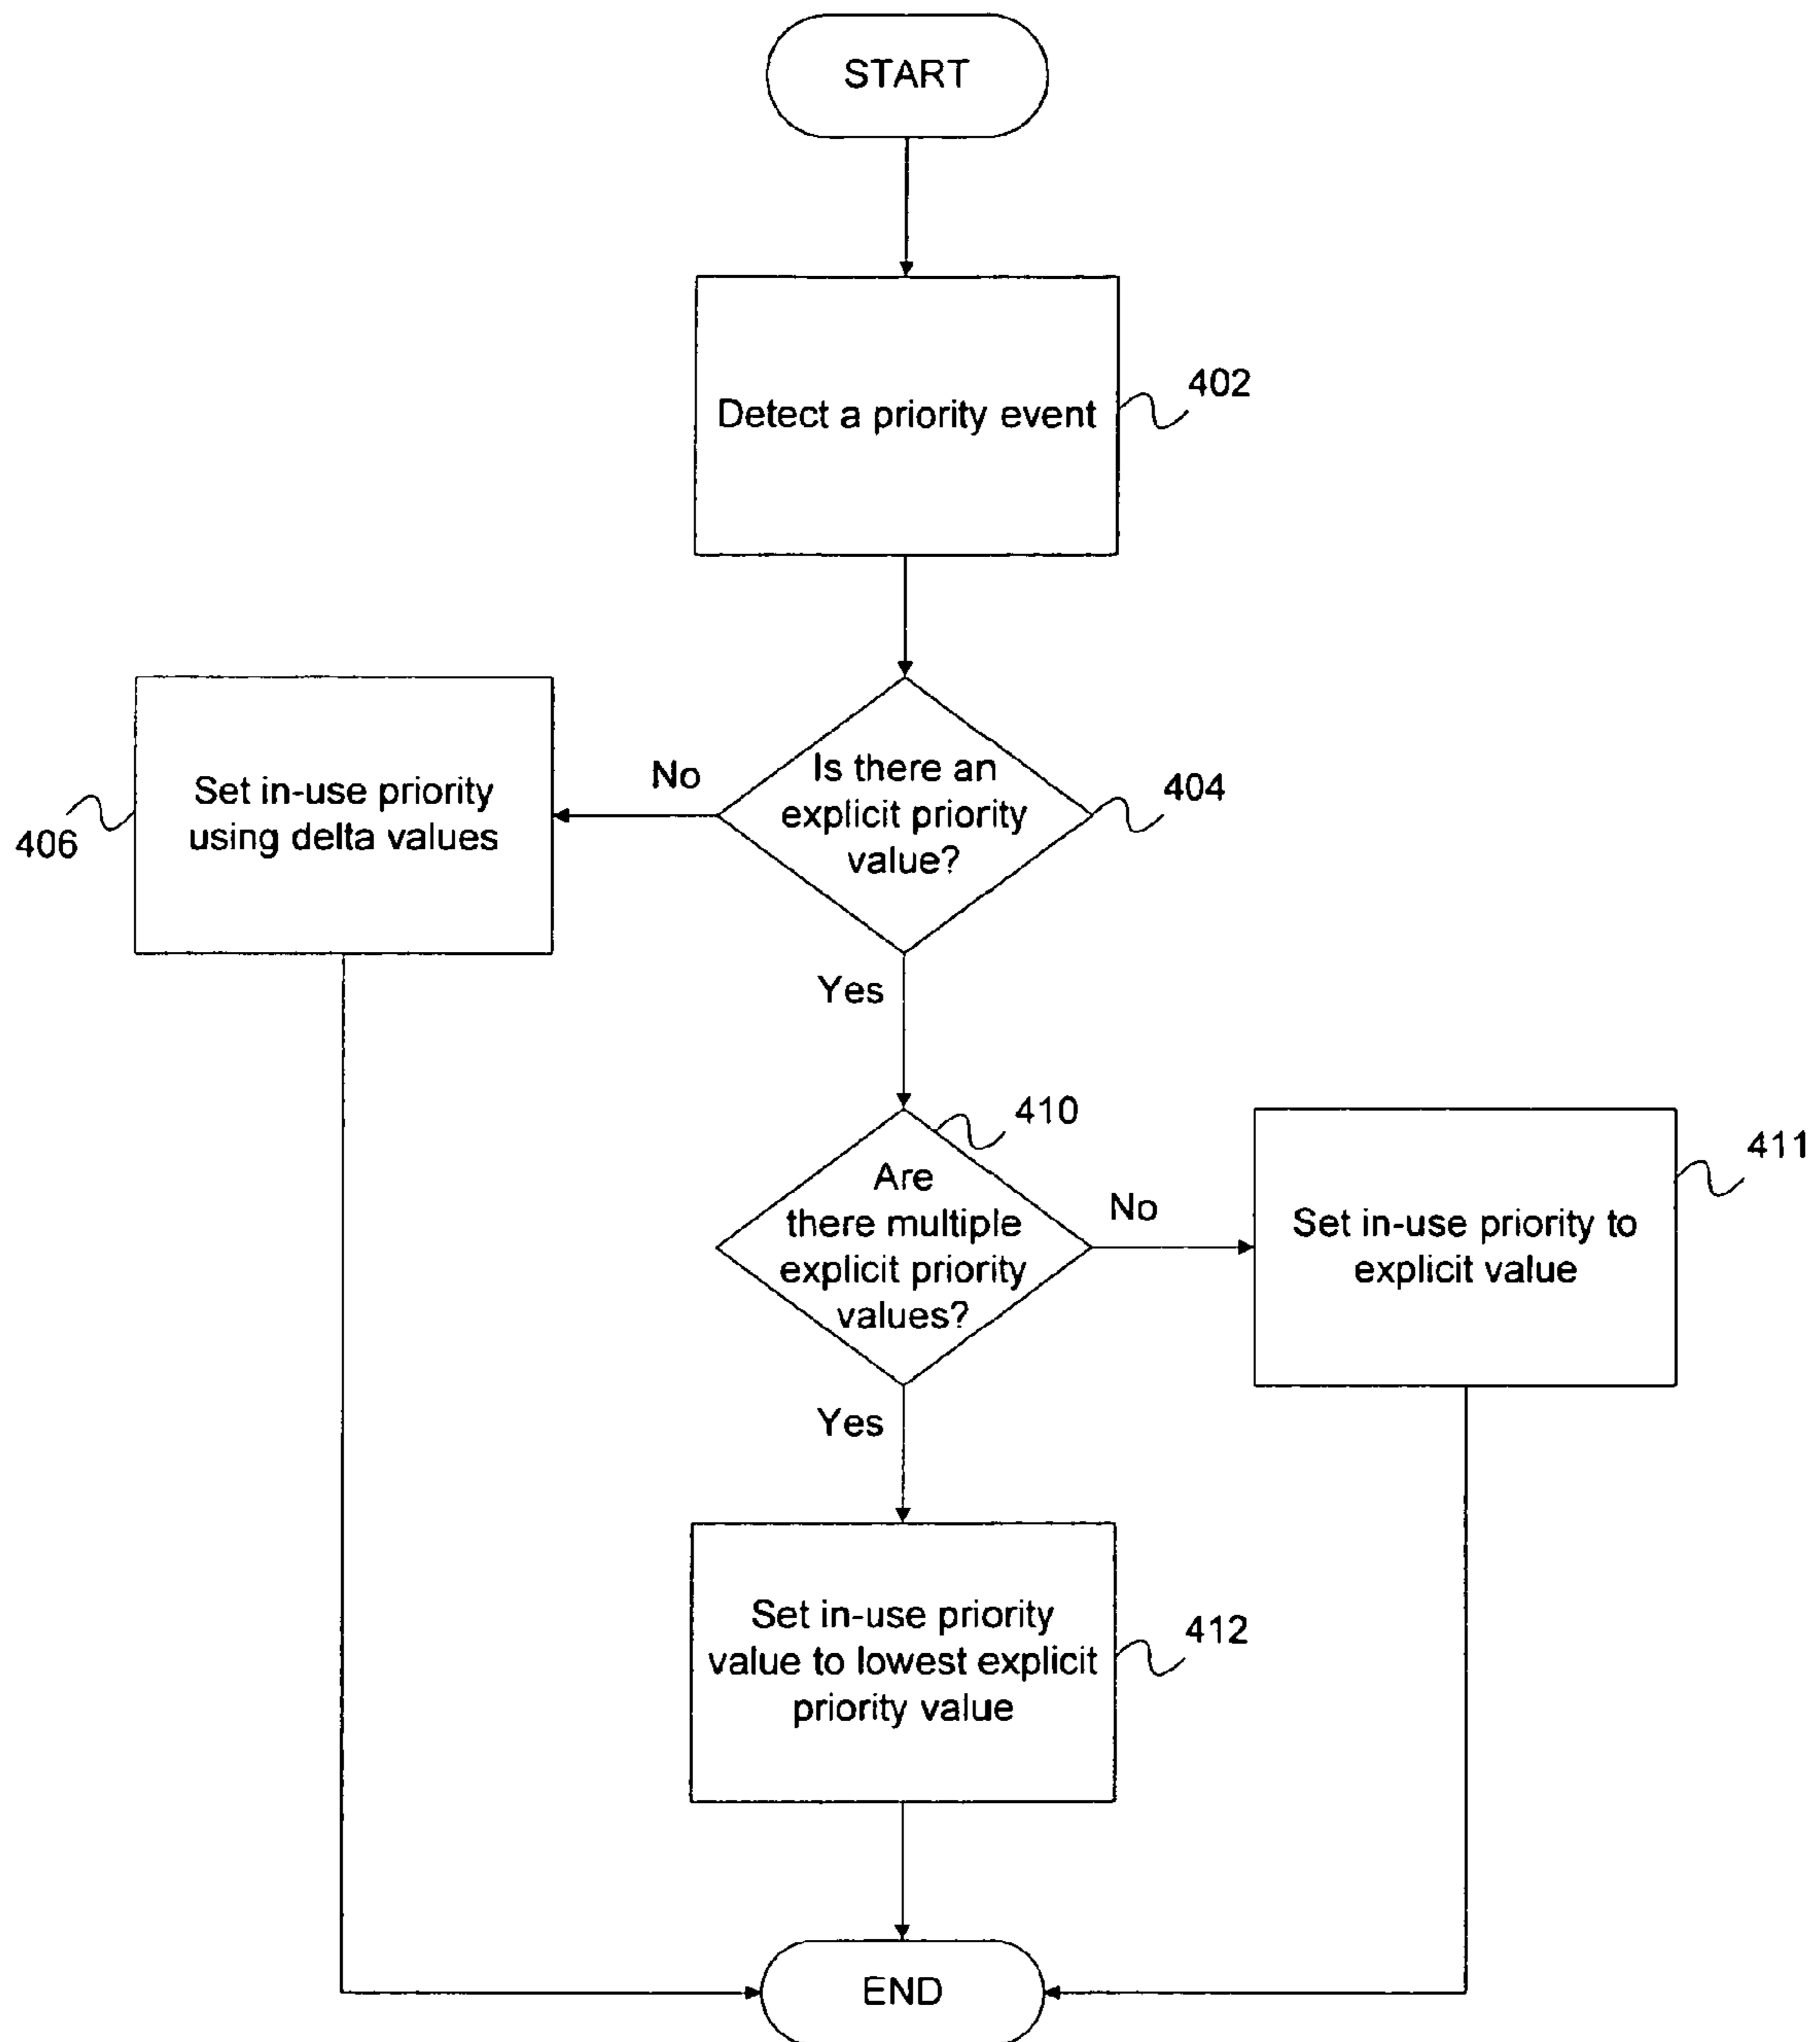 START
Detect a priority event
402
Is there an
explicit priority
value?
404
No
Set in-use priority
using delta values
406
Yes
410
Are
there multiple
explicit priority
values?
No
411
Set in-use priority to
explicit value
Yes
Set in-use priority
value to lowest explicit
priority value
412
END